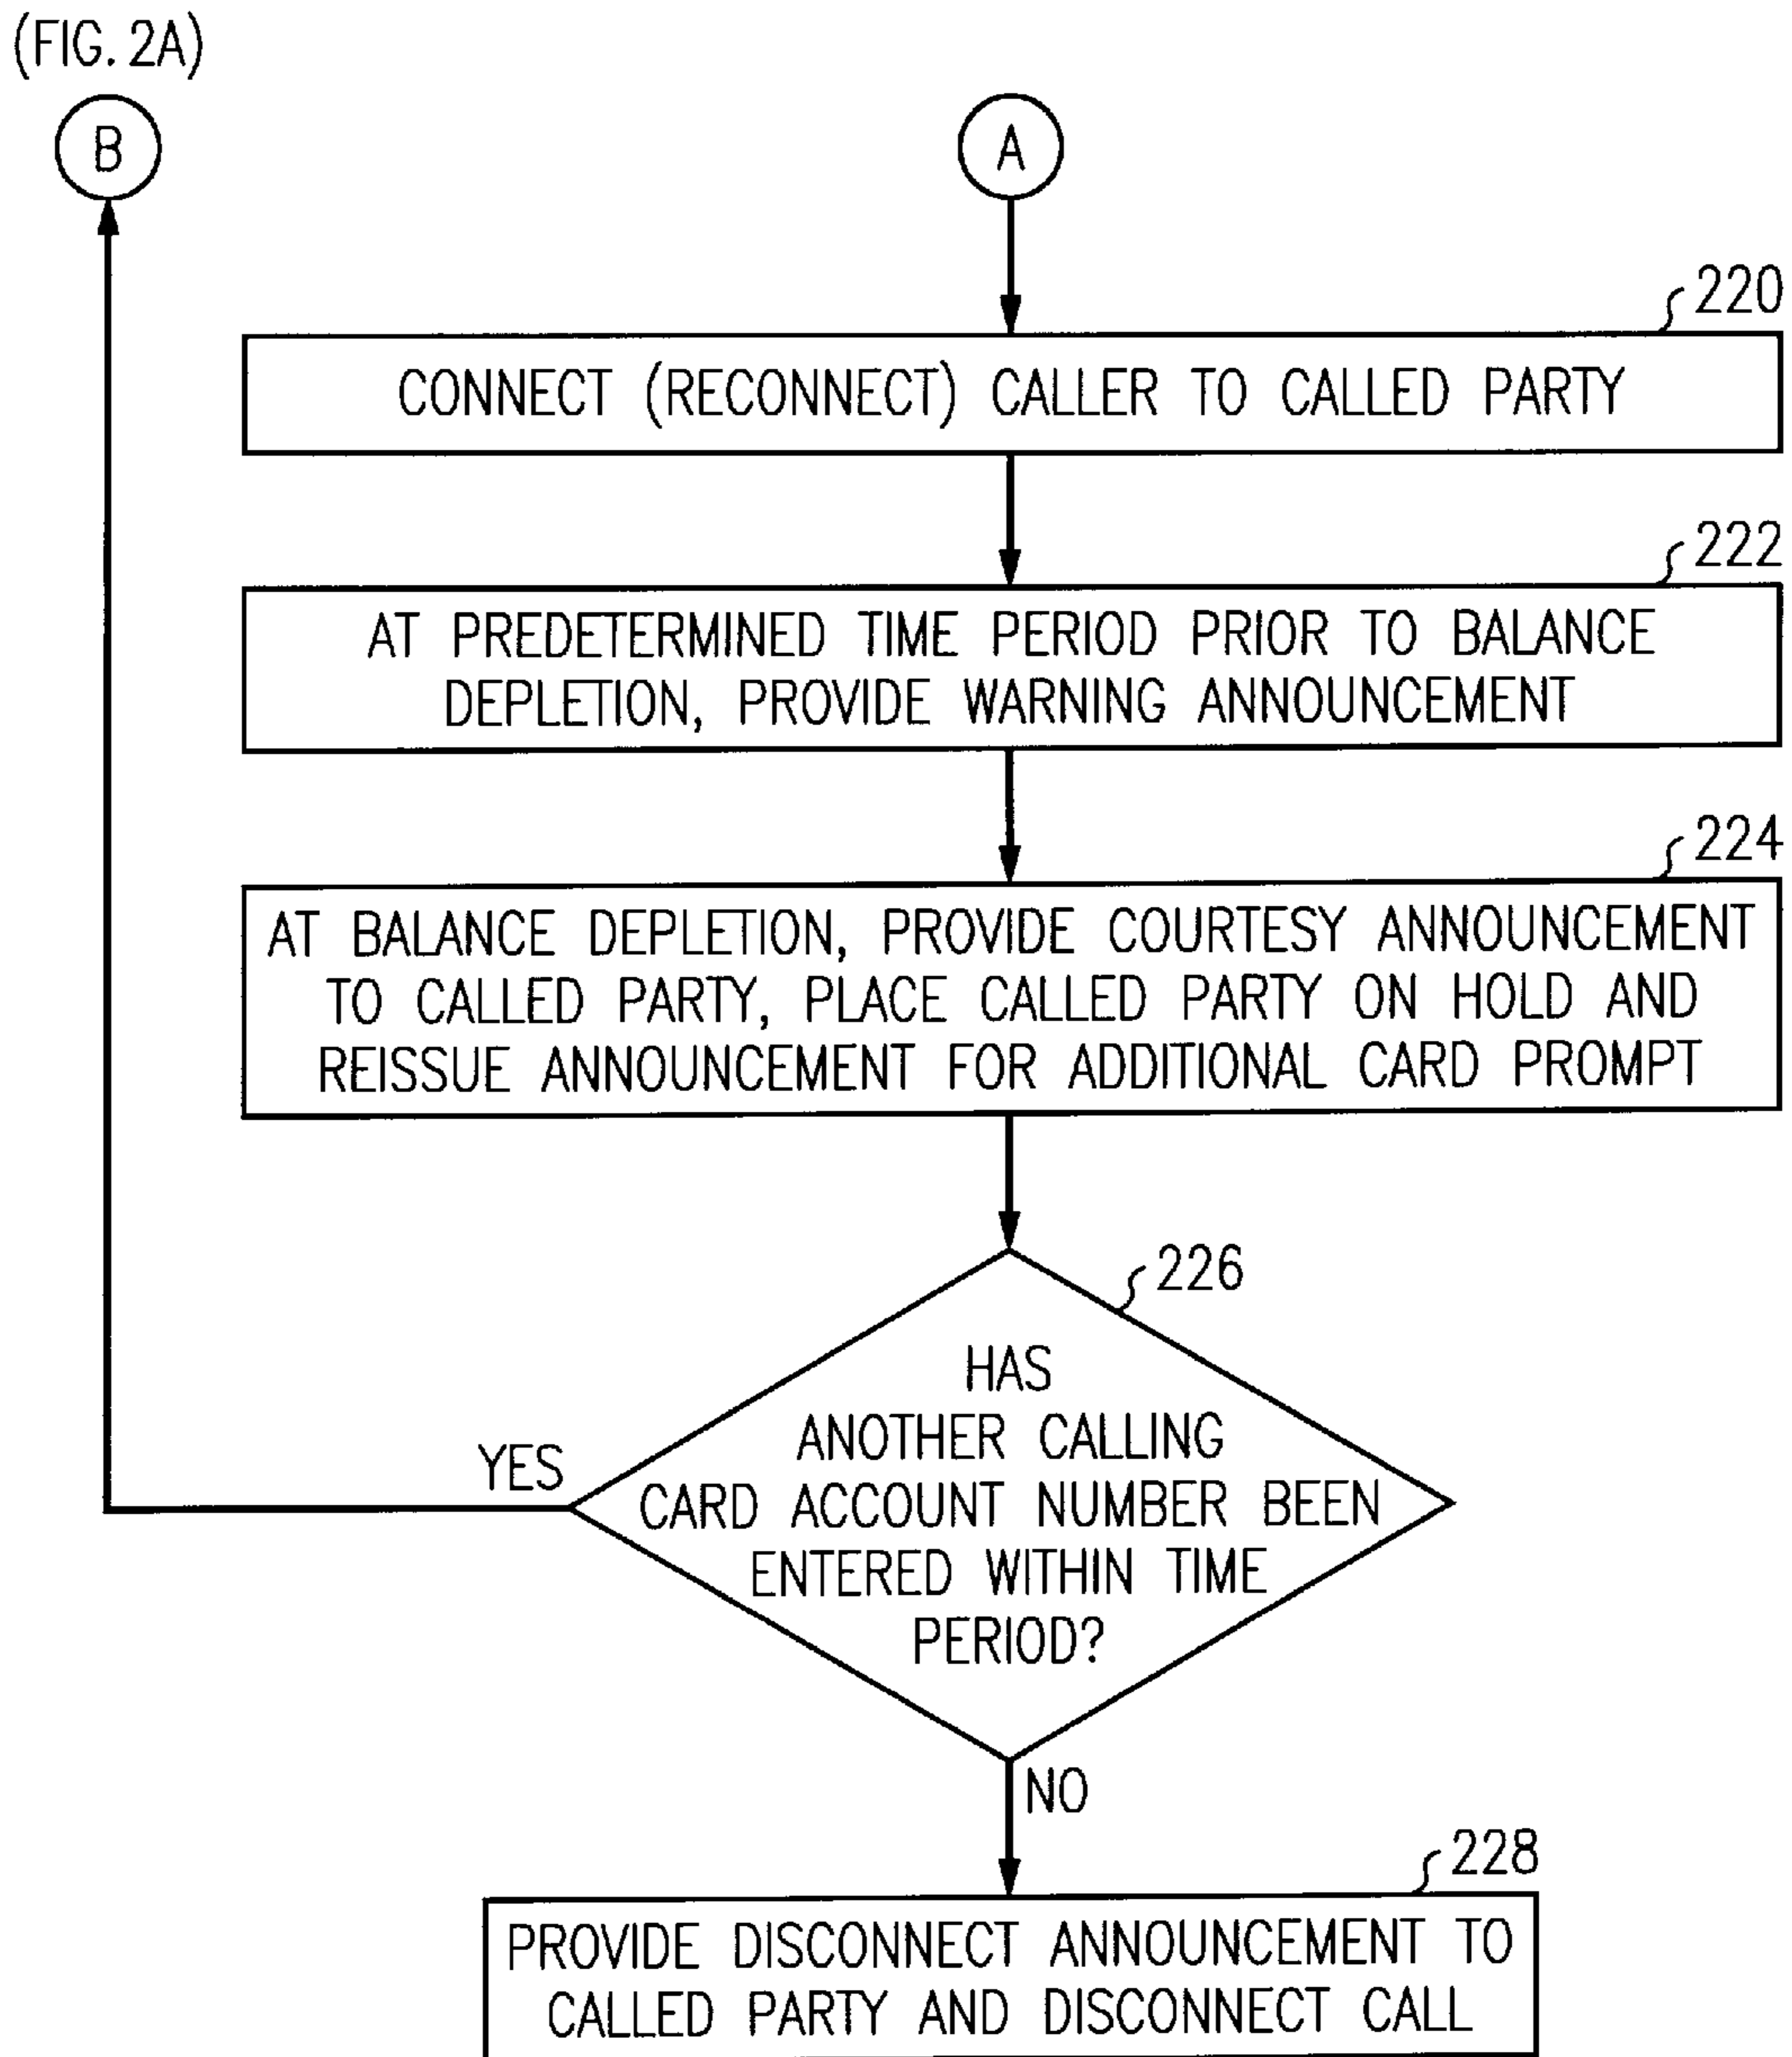 (FIG. 2A)
B
A
220
CONNECT (RECONNECT) CALLER TO CALLED PARTY
222
AT PREDETERMINED TIME PERIOD PRIOR TO BALANCE
DEPLETION, PROVIDE WARNING ANNOUNCEMENT
224
AT BALANCE DEPLETION, PROVIDE COURTESY ANNOUNCEMENT
TO CALLED PARTY, PLACE CALLED PARTY ON HOLD AND
REISSUE ANNOUNCEMENT FOR ADDITIONAL CARD PROMPT
226
HAS
ANOTHER CALLING
CARD ACCOUNT NUMBER BEEN
ENTERED WITHIN TIME
PERIOD?
YES
NO
228
PROVIDE DISCONNECT ANNOUNCEMENT TO
CALLED PARTY AND DISCONNECT CALL